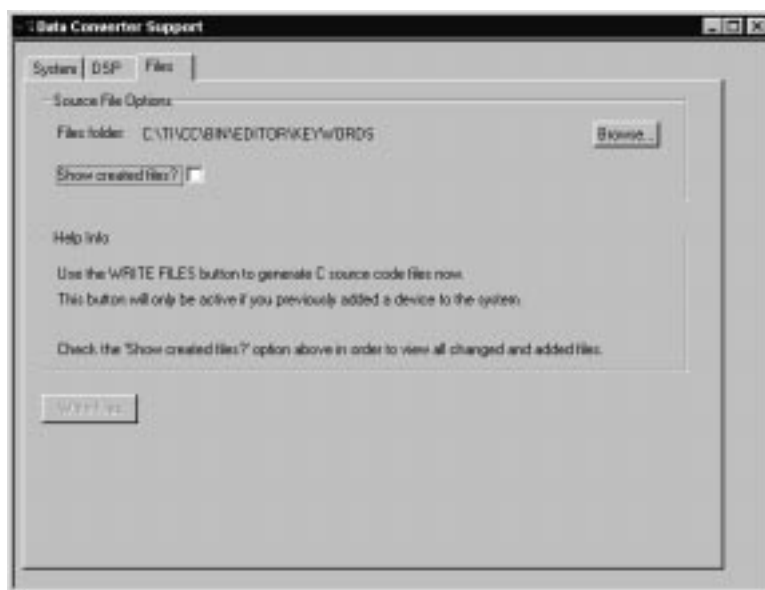 Data Converter Support
System DSP Files
Source File Options
Files folder: C:\TI\CC\BIN\EDITOR\KEYWORDS Browse...
Show created files?
Help Info
Use the WRITE FILES button to generate C source code files now.
This button will only be active if you previously added a device to the system.
Check the 'Show created files?' option above in order to view all changed and added files.